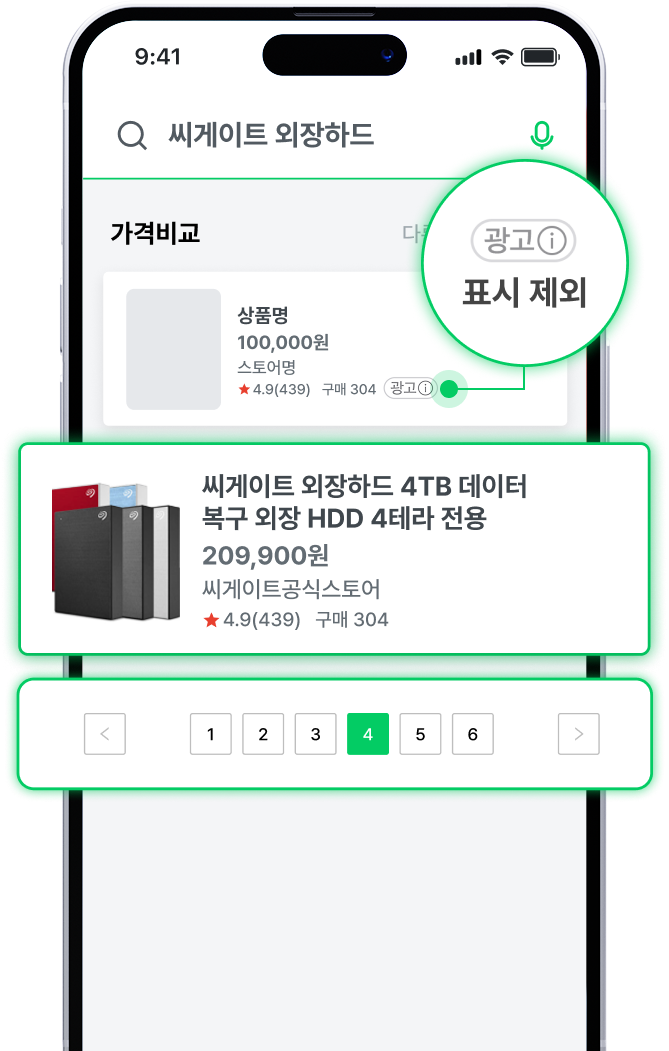 9:41
씨게이트 외장하드
가격비교
광고
표시 제외
상품명
100,000원
스토어명
4.9(439) 구매 304 광고
씨게이트 외장하드 4TB 데이터
복구 외장 HDD 4테라 전용
209,900원
씨게이트공식스토어
4.9(439) 구매 304
< 1 2 3 4 5 6 >